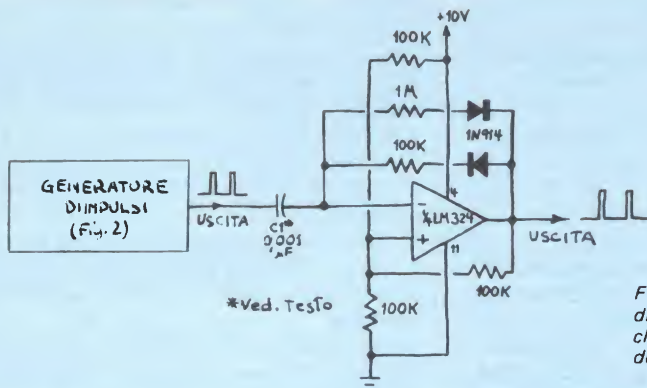 +10V
100K
1M
1N914
100K
GENERATORE
DI IMPULSI
(Fig. 2)
USCITA
C1*
0.001
µF
-
+
4
¼LM324
11
USCITA
100K
*Ved. Testo
100K
F
d
c
d